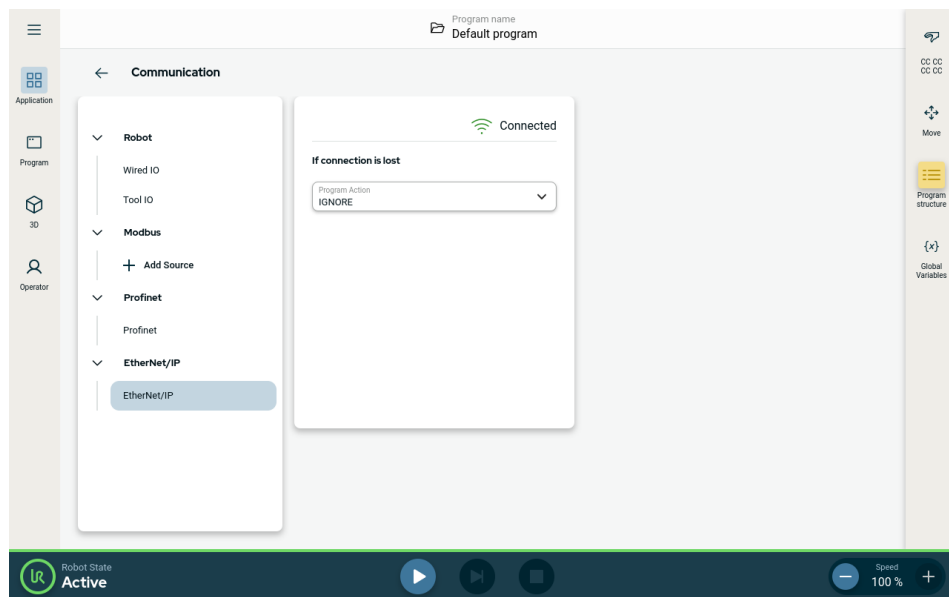 Program name
Default program
Application
Program
3D
Operator
Communication
Robot
Wired IO
Tool IO
Modbus
Add Source
Profinet
Profinet
EtherNet/IP
EtherNet/IP
Connected
If connection is lost
Program Action
IGNORE
CC CC
CC CC
Move
Program
structure
{x}
Global
Variables
Robot State
Active
Speed
100 %